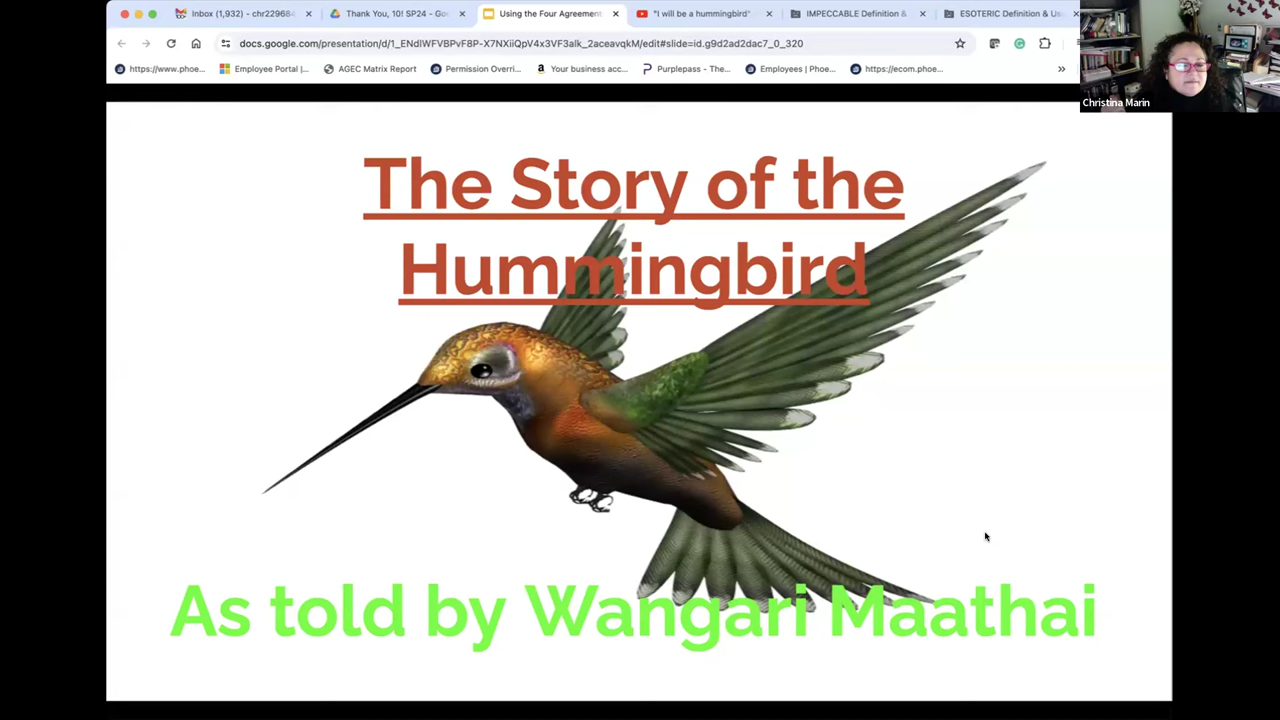 Inbox (1,932) - chr229684
Thank You, 10! SP24 - Goo
Using the Four Agreement
"I will be a hummingbird"
IMPECCABLE Definition &
ESOTERIC Definition & Us
docs.google.com/presentation/d/1_ENdIWFVBPvF8P-X7NXiiQpV4x3VF3alk_2aceavqkM/edit#slide=id.g9d2ad2dac7_0_320
https://www.phoe...
Employee Portal |...
AGEC Matrix Report
Permission Overri...
Your business acc...
Purplepass - The...
Employees | Phoe...
https://ecom.phoe...
Christina Marín
The Story of the
Hummingbird
As told by Wangari Maathai